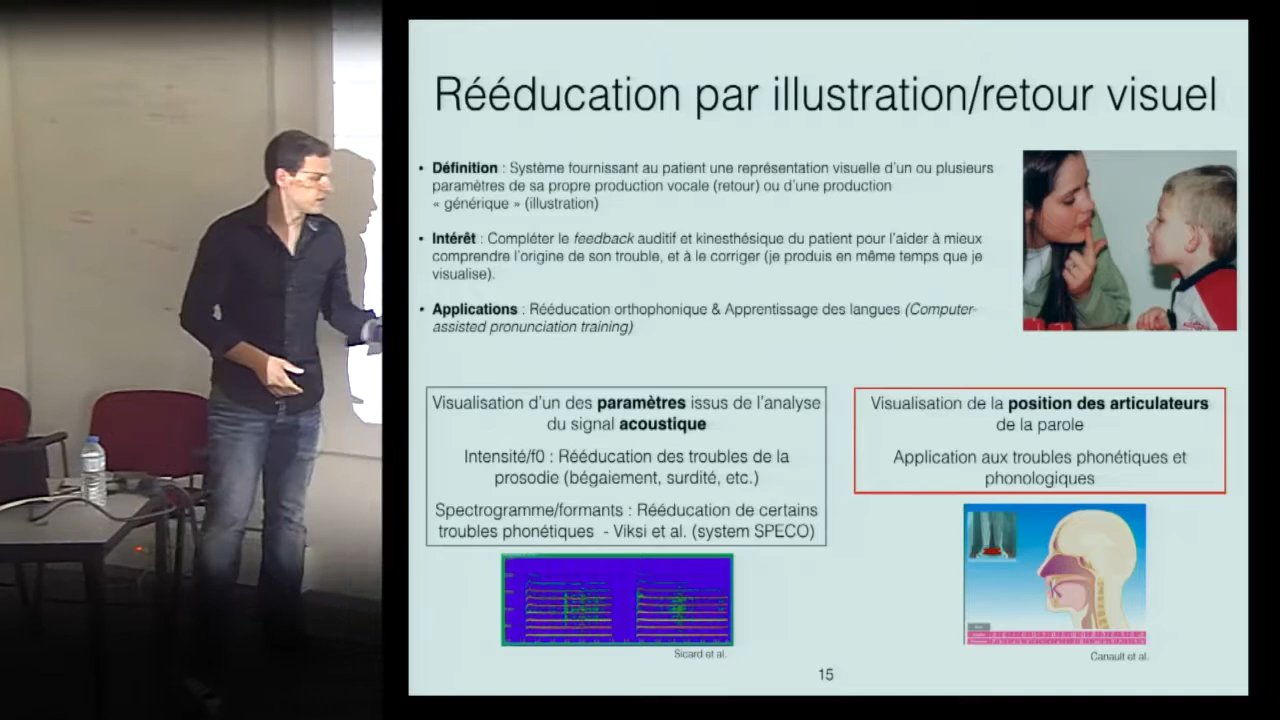 Rééducation par illustration/retour visuel
• Définition : Système fournissant au patient une représentation visuelle d'un ou plusieurs
paramètres de sa propre production vocale (retour) ou d'une production
« générique » (illustration)
• Intérêt : Compléter le feedback auditif et kinesthésique du patient pour l'aider à mieux
comprendre l'origine de son trouble, et à le corriger (je produis en même temps que je
visualise).
• Applications : Rééducation orthophonique & Apprentissage des langues (Computer-
assisted pronunciation training)
Visualisation d'un des paramètres issus de l'analyse
du signal acoustique
Intensité/f0 : Rééducation des troubles de la
prosodie (bégaiement, surdité, etc.)
Spectrogramme/formants : Rééducation de certains
troubles phonétiques - Viksi et al. (system SPECO)
Sicard et al.
Visualisation de la position des articulateurs
de la parole
Application aux troubles phonétiques et
phonologiques
Canault et al.
15